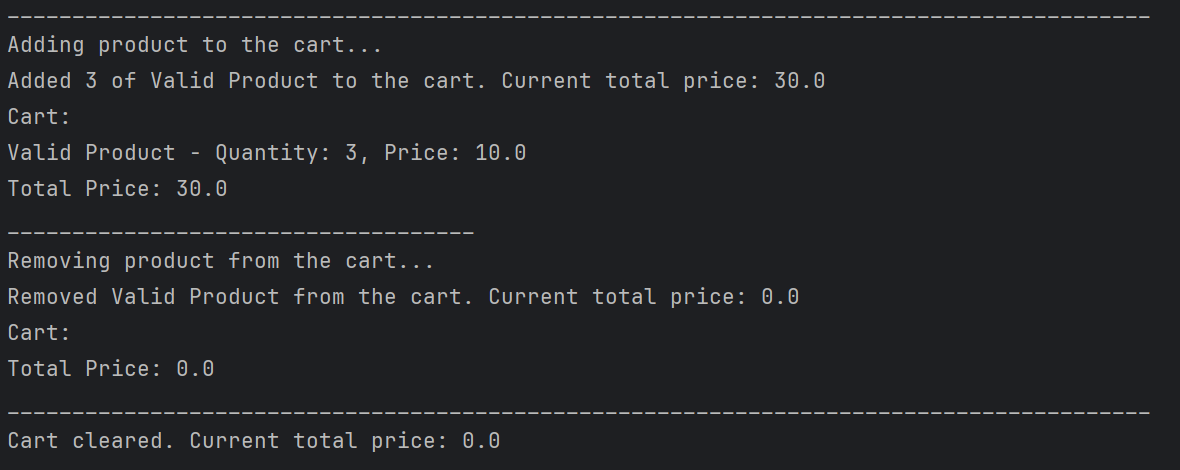 ________________________________________________________________________________________
Adding product to the cart...
Added 3 of Valid Product to the cart. Current total price: 30.0
Cart:
Valid Product - Quantity: 3, Price: 10.0
Total Price: 30.0
____________________________________
Removing product from the cart...
Removed Valid Product from the cart. Current total price: 0.0
Cart:
Total Price: 0.0
________________________________________________________________________________________
Cart cleared. Current total price: 0.0